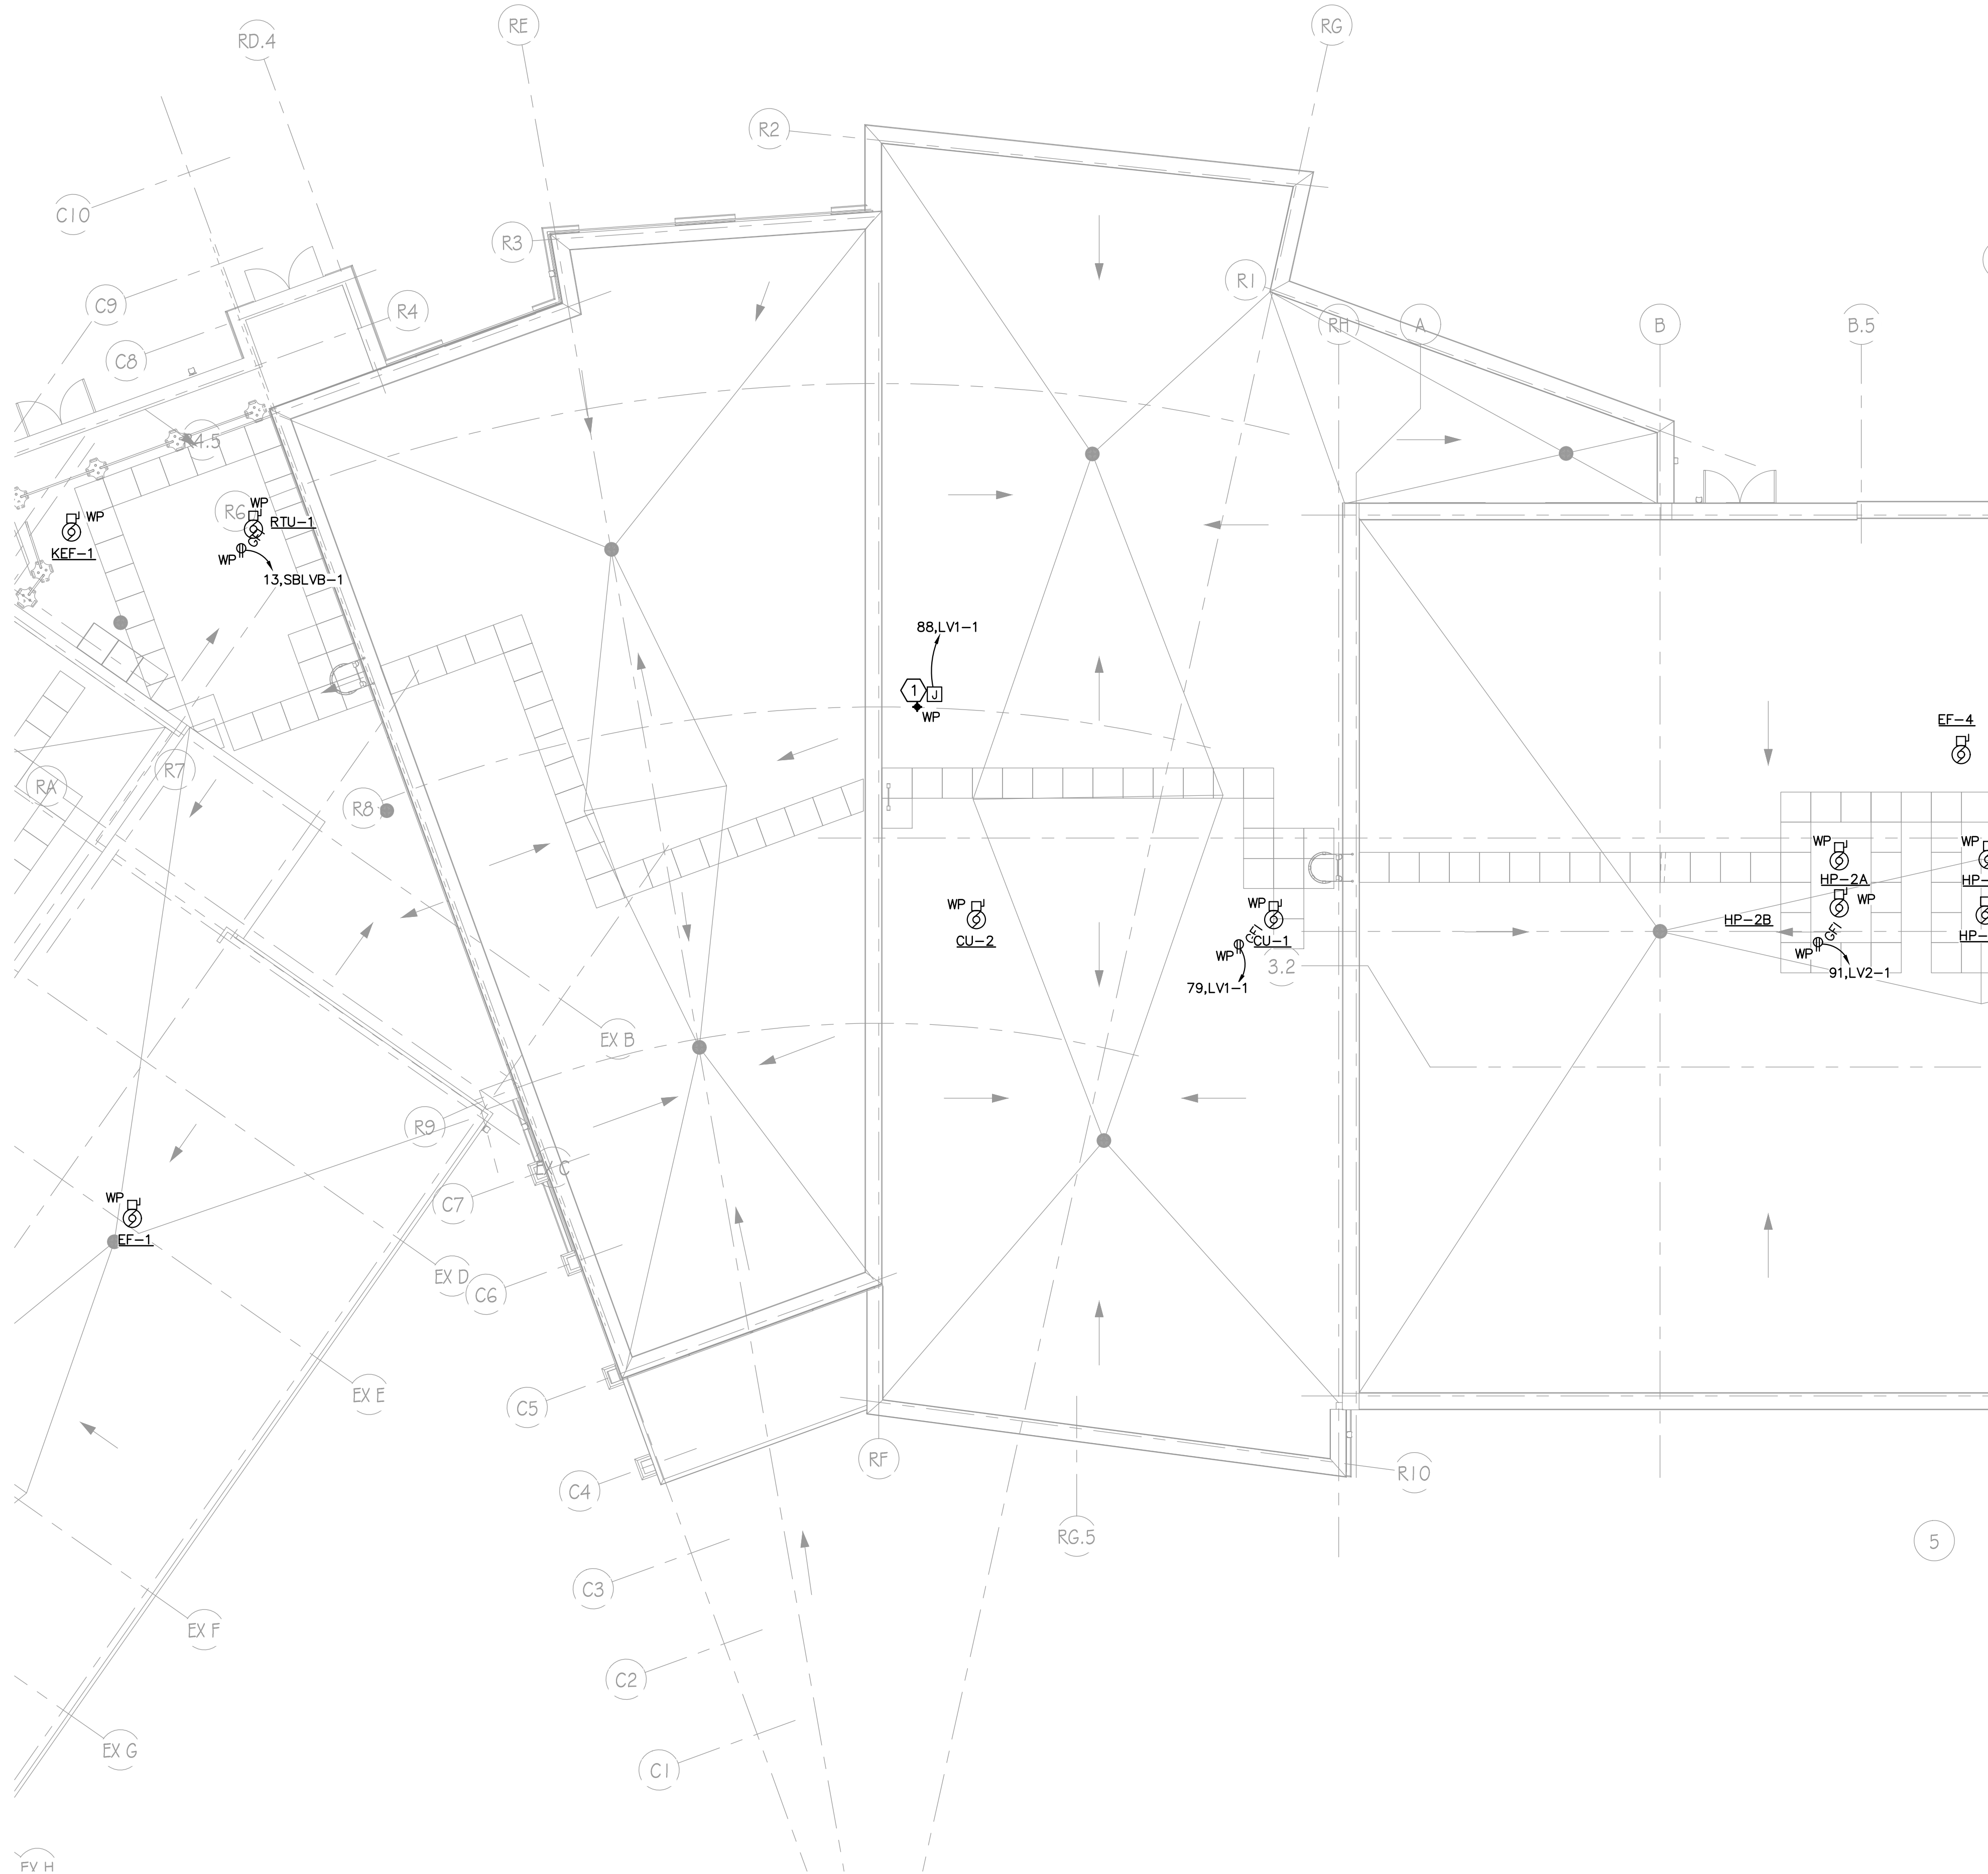 RE
RG
RD.4
R2
C10
R3
R1
C9
R4
RH
A
B
B.5
C8
R4.5
WP
R6
WP
RTU-1
GFI
KEF-1
WP
13,SBLVB-1
88,LV1-1
1
J
WP
EF-4
R7
RA
R8
WP
WP
HP-2A
WP
HP-2B
WP
CU-2
WP
CU-1
GFI
WP
3.2
79,LV1-1
GFI
WP
91,LV2-1
EX B
R9
C7
WP
EF-1
EX D
C6
EX E
C5
RF
R10
C4
RG.5
5
C3
EX F
C2
EX G
C1
EX H